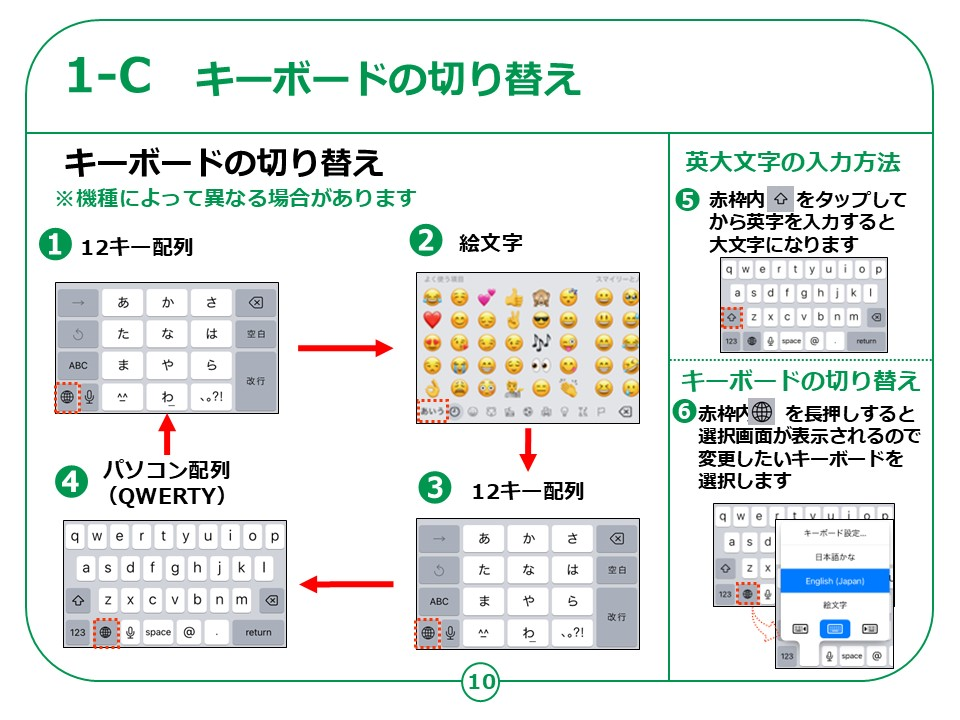 1-C キーボードの切り替え
キーボードの切り替え
※機種によって異なる場合があります
1 12キー配列
→ あ か さ
た な は 空白
ABC ま や ら
改行
^^ わ_ 、。?!
2 絵文字
よく使う項目 スマイリーと人
あいう
3 12キー配列
→ あ か さ
た な は 空白
ABC ま や ら
改行
^^ わ_ 、。?!
4 パソコン配列
（QWERTY）
q w e r t y u i o p
a s d f g h j k l
z x c v b n m
123 space @ . return
英大文字の入力方法
5 赤枠内 をタップして
から英字を入力すると
大文字になります
q w e r t y u i o p
a s d f g h j k l
z x c v b n m
123 space @ . return
キーボードの切り替え
6 赤枠内 を長押しすると
選択画面が表示されるので
変更したいキーボードを
選択します
q w e r t y u i o p
a s d
z x
123
キーボード設定...
日本語かな
English (Japan)
絵文字
123 space @
10